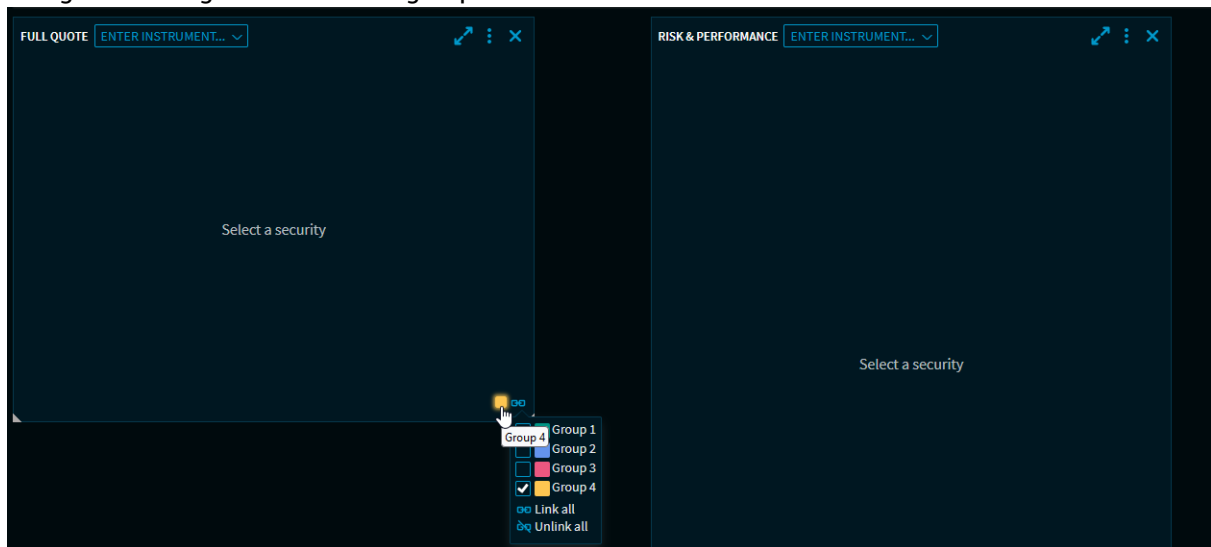 FULL QUOTE ENTER INSTRUMENT...
RISK & PERFORMANCE ENTER INSTRUMENT...
Select a security
Select a security
Group 4
Group 1
Group 2
Group 3
Group 4
Link all
Unlink all